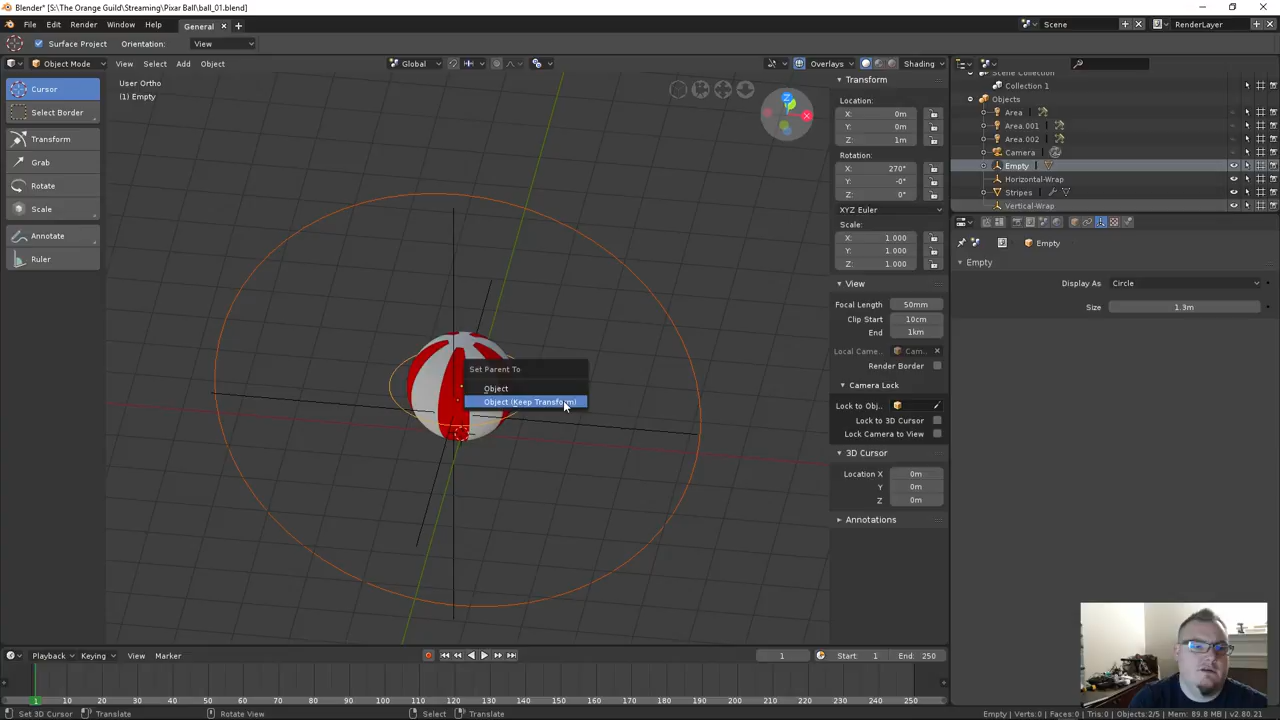 Blender* [S:\The Orange Guild\Streaming\Pixar Ball\ball_01.blend]
File Edit Render Window Help General Scene RenderLayer
Surface Project Orientation: View
Object Mode View Select Add Object Global Overlays Shading
User Ortho
(1) Empty
Cursor
Select Border
Transform
Grab
Rotate
Scale
Annotate
Ruler
Set Parent To
Object
Object (Keep Transform)
Transform
Location:
X: 0m
Y: 0m
Z: 1m
Rotation:
X: 270°
Y: -0°
Z: 0°
XYZ Euler
Scale:
X: 1.000
Y: 1.000
Z: 1.000
View
Focal Length 50mm
Clip Start 10cm
End 1km
Local Came... Cam...
Render Border
Camera Lock
Lock to Obj...
Lock to 3D Cursor
Lock Camera to View
3D Cursor
Location X 0m
Y 0m
Z 0m
Annotations
Scene Collection
Collection 1
Objects
Area
Area.001
Area.002
Camera
Empty
Horizontal-Wrap
Stripes
Vertical-Wrap
Empty
Empty
Display As Circle
Size 1.3m
Playback Keying View Marker 1 Start: 1 End: 250
1 10 20 30 40 50 60 70 80 90 100 110 120 130 140 150 160 170 180 190 200 210 220 230 240 250
Set 3D Cursor Translate Rotate View Select Translate Empty | Verts:0 | Faces:0 | Tris:0 | Objects:2/5 | Mem: 89.8 MB | v2.80.21